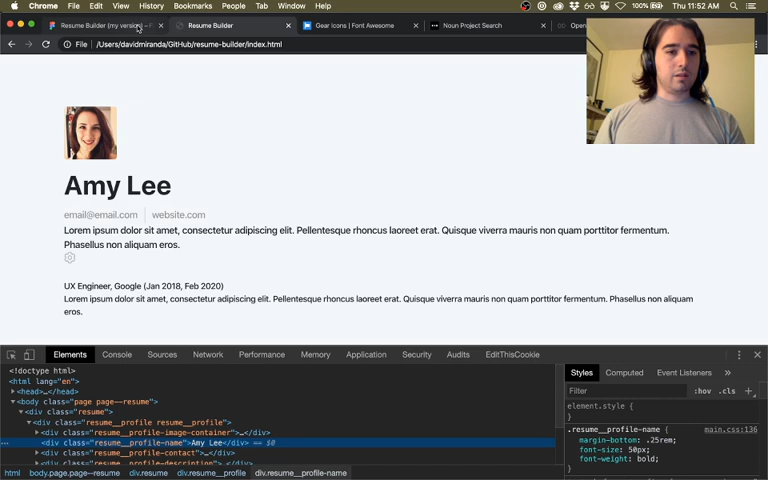 Chrome File Edit View History Bookmarks People Tab Window Help 100% Thu 11:52 AM
Resume Builder (my version) – F
Resume Builder
Gear Icons | Font Awesome
Noun Project Search
Open
File /Users/davidmiranda/GitHub/resume-builder/index.html
Amy Lee
email@email.com website.com
Lorem ipsum dolor sit amet, consectetur adipiscing elit. Pellentesque rhoncus laoreet erat. Quisque viverra mauris non quam porttitor fermentum.
Phasellus non aliquam eros.
UX Engineer, Google (Jan 2018, Feb 2020)
Lorem ipsum dolor sit amet, consectetur adipiscing elit. Pellentesque rhoncus laoreet erat. Quisque viverra mauris non quam porttitor fermentum. Phasellus non aliquam
eros.
Elements Console Sources Network Performance Memory Application Security Audits EditThisCookie
<!doctype html>
<html lang="en">
<head>…</head>
<body class="page page--resume">
<div class="resume">
<div class="resume__profile resume__profile">
<div class="resume__profile-image-container">…</div>
<div class="resume__profile-name">Amy Lee</div> == $0
<div class="resume__profile-contact">…</div>
<div class="resume__profile-description">…</div>
html body.page.page--resume div.resume div.resume__profile div.resume__profile-name
Styles Computed Event Listeners »
Filter :hov .cls +
element.style {
}
.resume__profile-name { main.css:136
margin-bottom: .25rem;
font-size: 50px;
font-weight: bold;
}